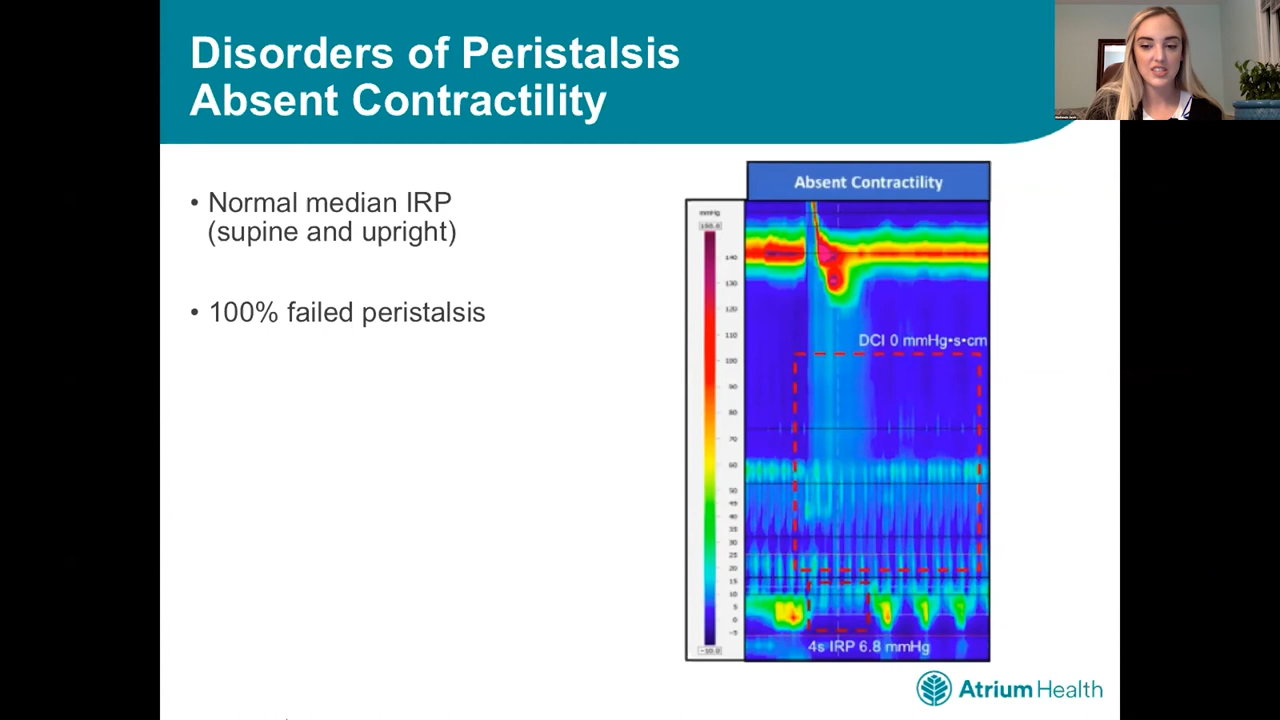 Disorders of Peristalsis
Absent Contractility
• Normal median IRP
(supine and upright)
• 100% failed peristalsis
Absent Contractility
mmHg
150.0
140
130
120
110
100
90
80
70
60
50
45
40
35
30
25
20
15
10
5
0
-5
-10.0
DCI 0 mmHg•s•cm
4s IRP 6.8 mmHg
Atrium Health